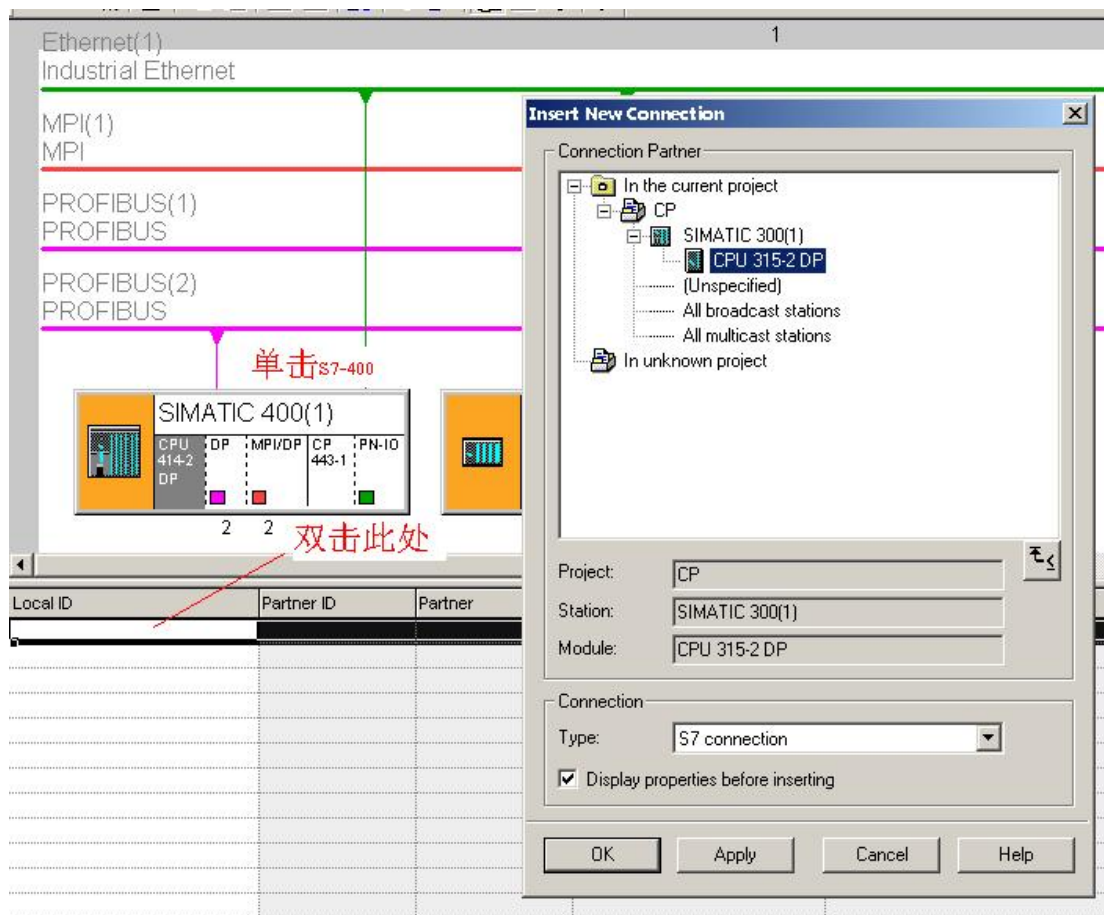 1
Ethernet(1)
Industrial Ethernet
MPI(1)
MPI
PROFIBUS(1)
PROFIBUS
PROFIBUS(2)
PROFIBUS
单击S7-400
SIMATIC 400(1)
CPU 414-2 DP
DP
MPI/DP
CP 443-1
PN-IO
2
2
双击此处
Local ID
Partner ID
Partner
Insert New Connection
Connection Partner
In the current project
CP
SIMATIC 300(1)
CPU 315-2 DP
(Unspecified)
All broadcast stations
All multicast stations
In unknown project
Project:
CP
Station:
SIMATIC 300(1)
Module:
CPU 315-2 DP
Connection
Type:
S7 connection
Display properties before inserting
OK
Apply
Cancel
Help